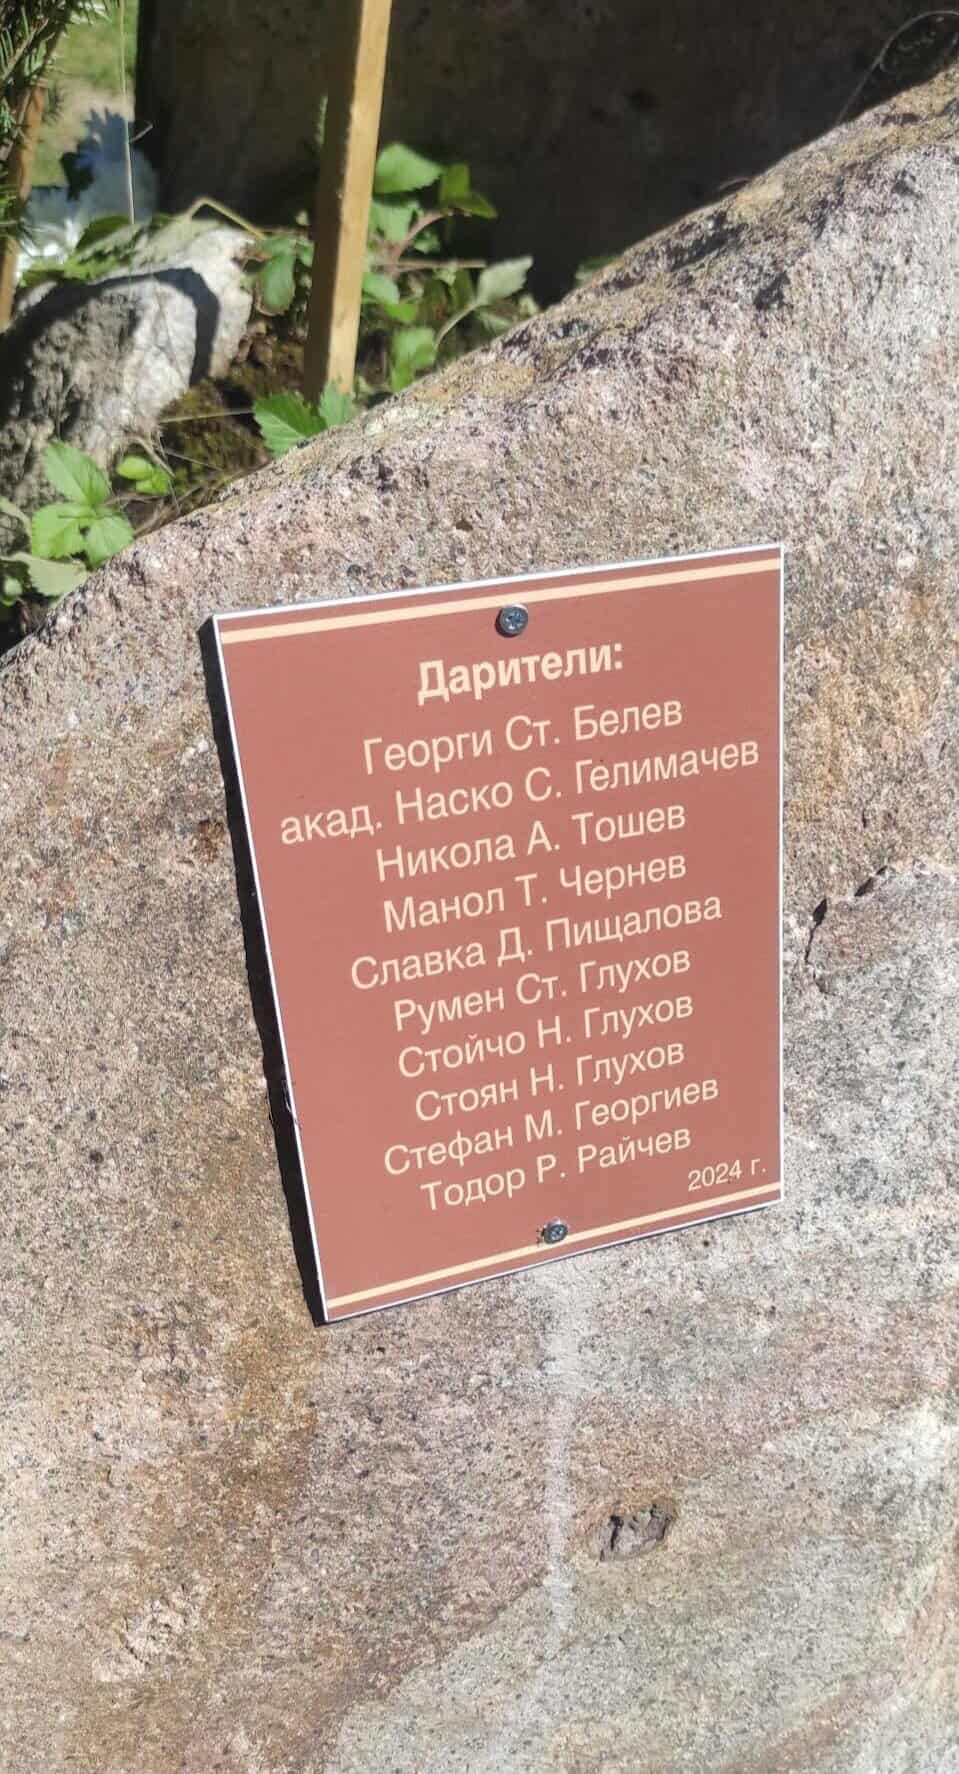 Дарители:
Георги Ст. Белев
акад. Наско С. Гелимачев
Никола А. Тошев
Манол Т. Чернев
Славка Д. Пищалова
Румен Ст. Глухов
Стойчо Н. Глухов
Стоян Н. Глухов
Стефан М. Георгиев
Тодор Р. Райчев
2024 г.